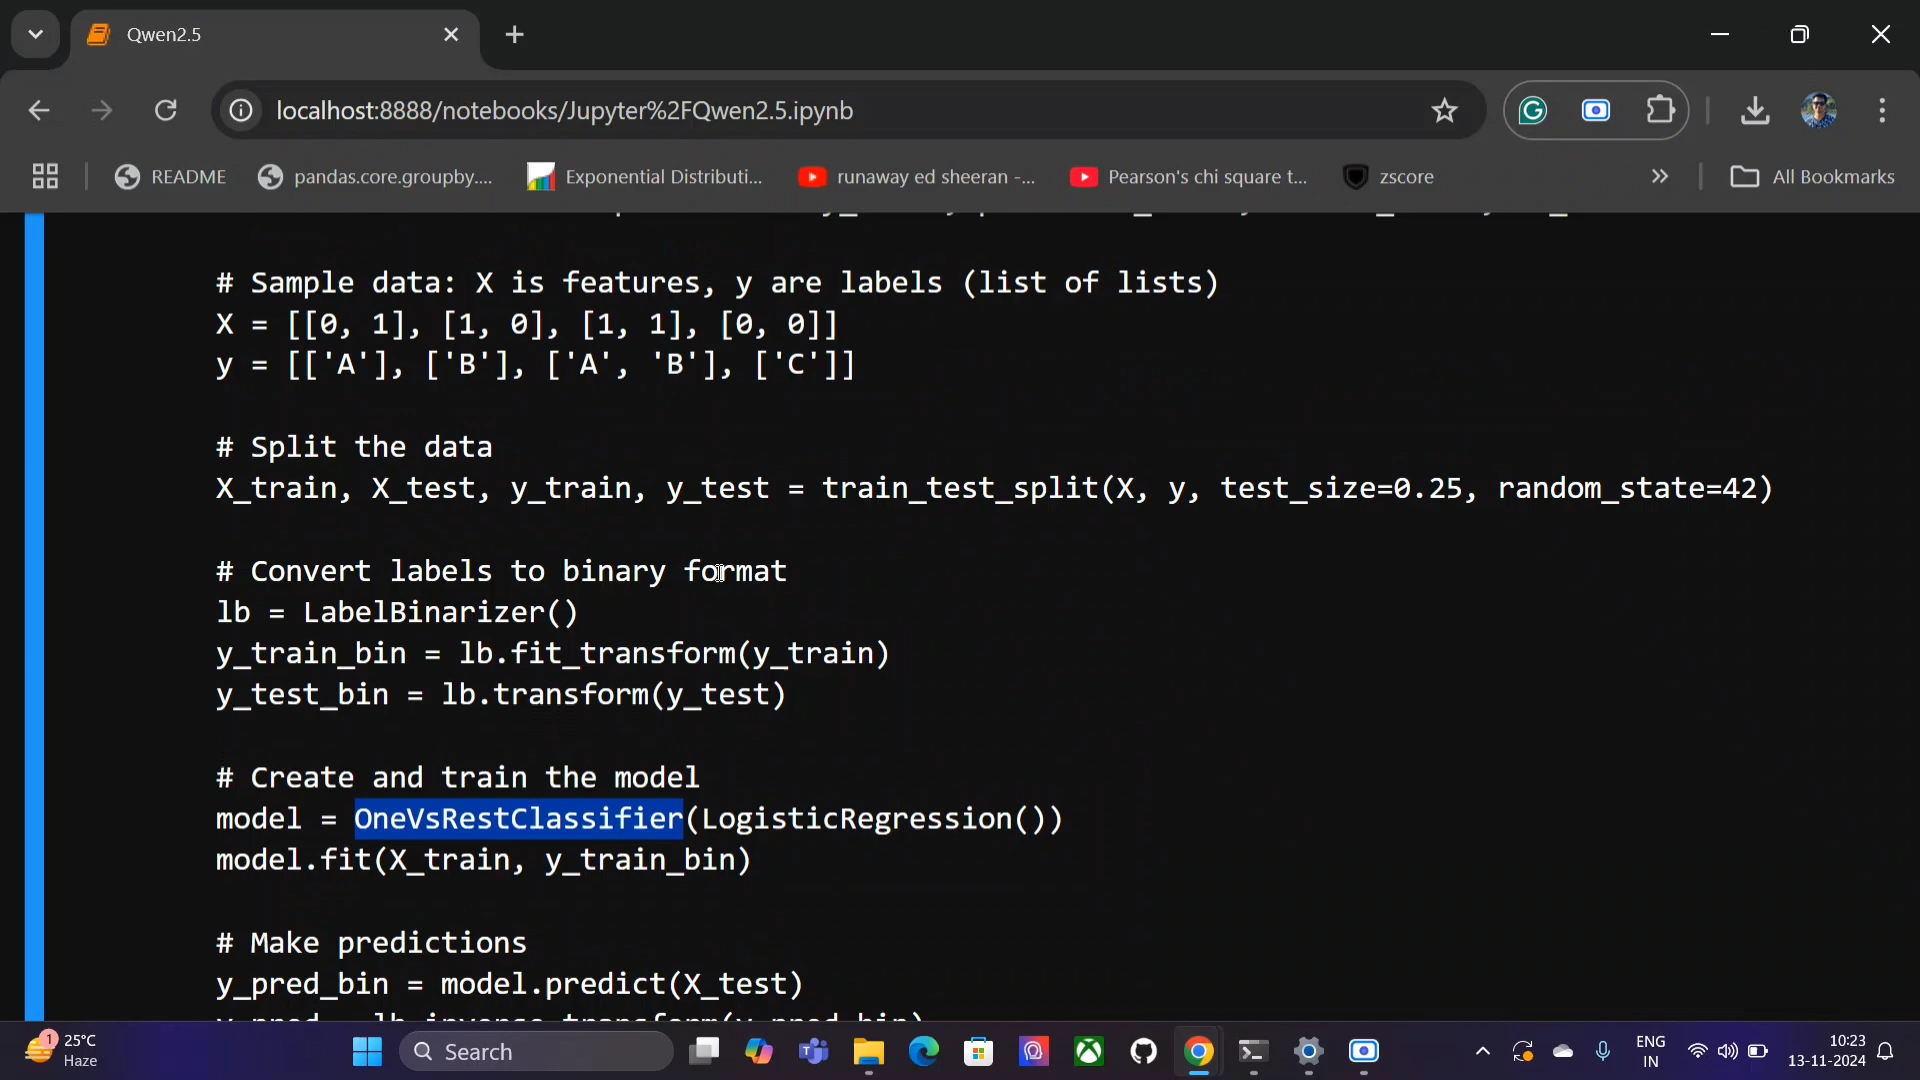 Qwen2.5
localhost:8888/notebooks/Jupyter%2FQwen2.5.ipynb
README
pandas.core.groupby....
Exponential Distributi...
runaway ed sheeran -...
Pearson's chi square t...
zscore
All Bookmarks
# Sample data: X is features, y are labels (list of lists)
X = [[0, 1], [1, 0], [1, 1], [0, 0]]
y = [['A'], ['B'], ['A', 'B'], ['C']]
# Split the data
X_train, X_test, y_train, y_test = train_test_split(X, y, test_size=0.25, random_state=42)
# Convert labels to binary format
lb = LabelBinarizer()
y_train_bin = lb.fit_transform(y_train)
y_test_bin = lb.transform(y_test)
# Create and train the model
model = OneVsRestClassifier(LogisticRegression())
model.fit(X_train, y_train_bin)
# Make predictions
y_pred_bin = model.predict(X_test)
y_pred = lb.inverse_transform(y_pred_bin)
1
25°C
Haze
Search
ENG
IN
10:23
13-11-2024